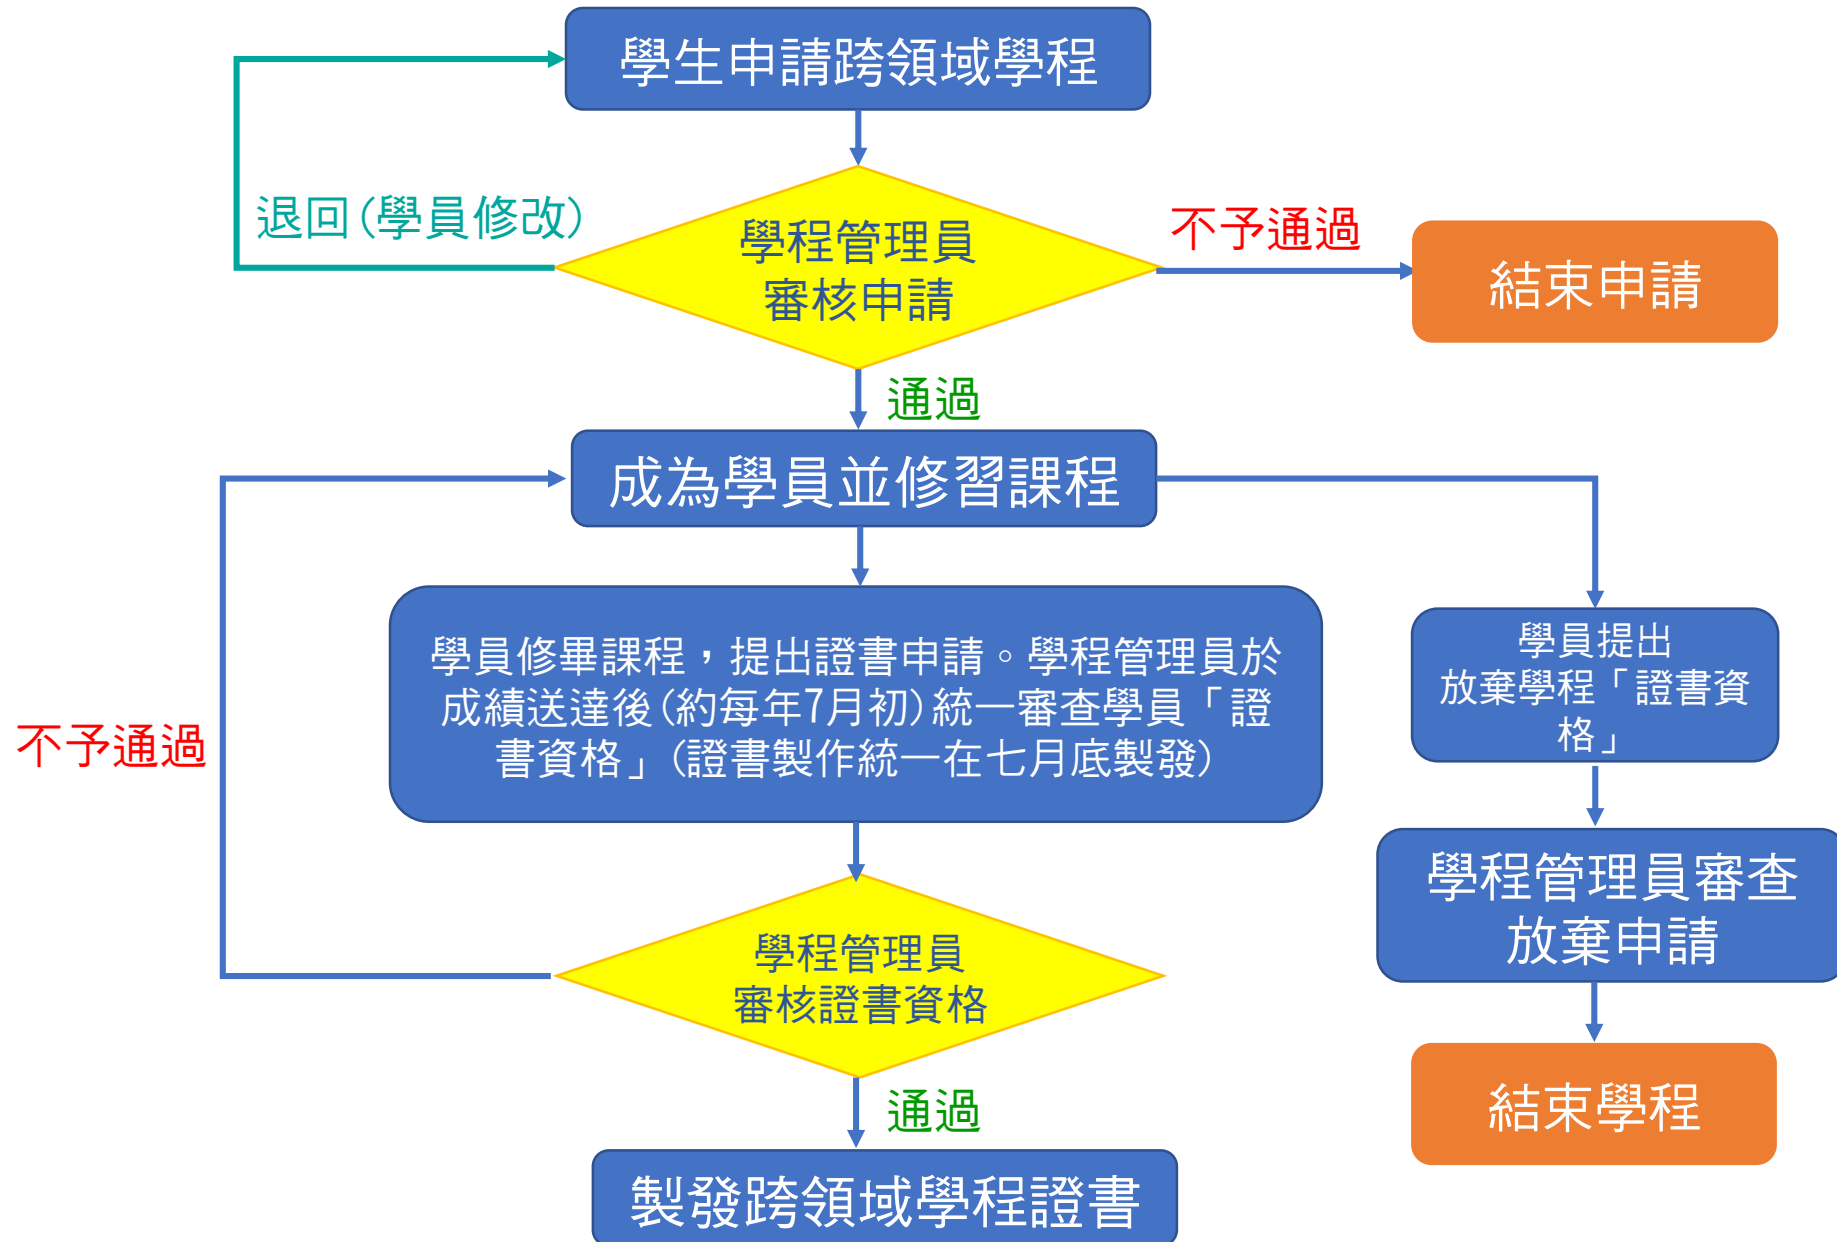 學生申請跨領域學程
退回(學員修改)
學程管理員
審核申請
不予通過
結束申請
通過
成為學員並修習課程
學員修畢課程，提出證書申請。學程管理員於
成績送達後(約每年7月初)統一審查學員「證
書資格」(證書製作統一在七月底製發)
學員提出
放棄學程「證書資
格」
不予通過
學程管理員審查
放棄申請
學程管理員
審核證書資格
結束學程
通過
製發跨領域學程證書